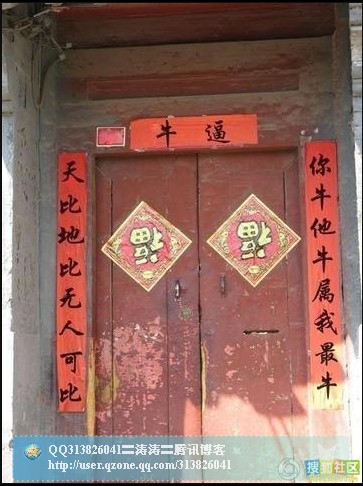 牛逼
你牛他牛属我最牛
天比地比无人可比
福
福
QQ313826041二涛涛二腾讯博客
http://user.qzone.qq.com/313826041
搜狐社区